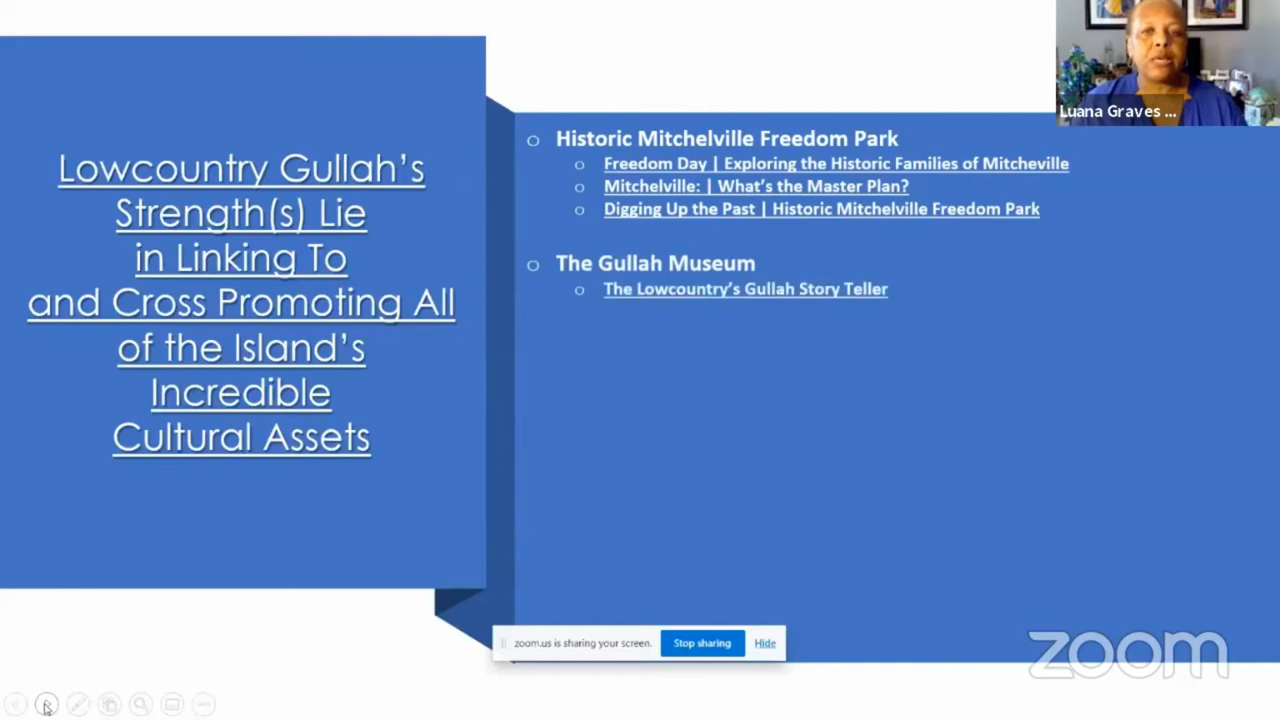 Luana Graves ...
Lowcountry Gullah's
Strength(s) Lie
in Linking To
and Cross Promoting All
of the Island's
Incredible
Cultural Assets
Historic Mitchelville Freedom Park
Freedom Day | Exploring the Historic Families of Mitcheville
Mitchelville: | What's the Master Plan?
Digging Up the Past | Historic Mitchelville Freedom Park
The Gullah Museum
The Lowcountry's Gullah Story Teller
zoom.us is sharing your screen. Stop sharing Hide
zoom